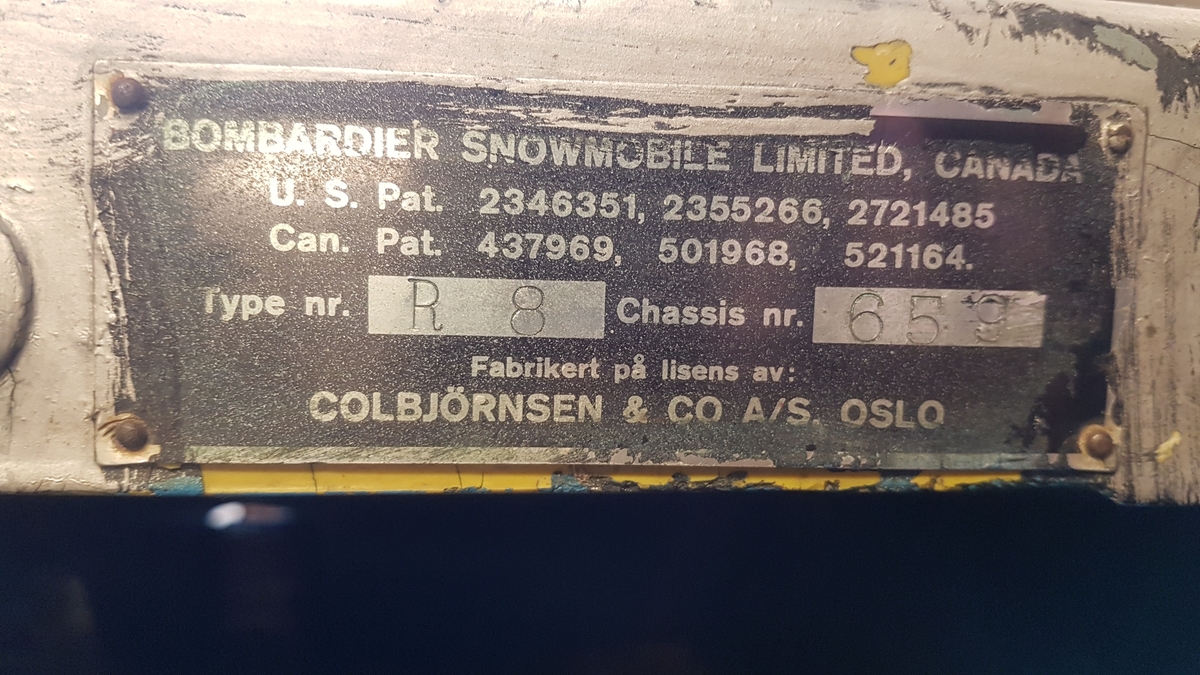 BOMBARDIER SNOWMOBILE LIMITED, CANADA
U. S. Pat. 2346351, 2355266, 2721485
Can. Pat. 437969, 501968, 521164.
Type nr. R 8 Chassis nr. 659
Fabrikert på lisens av:
COLBJÖRNSEN & CO A/S. OSLO